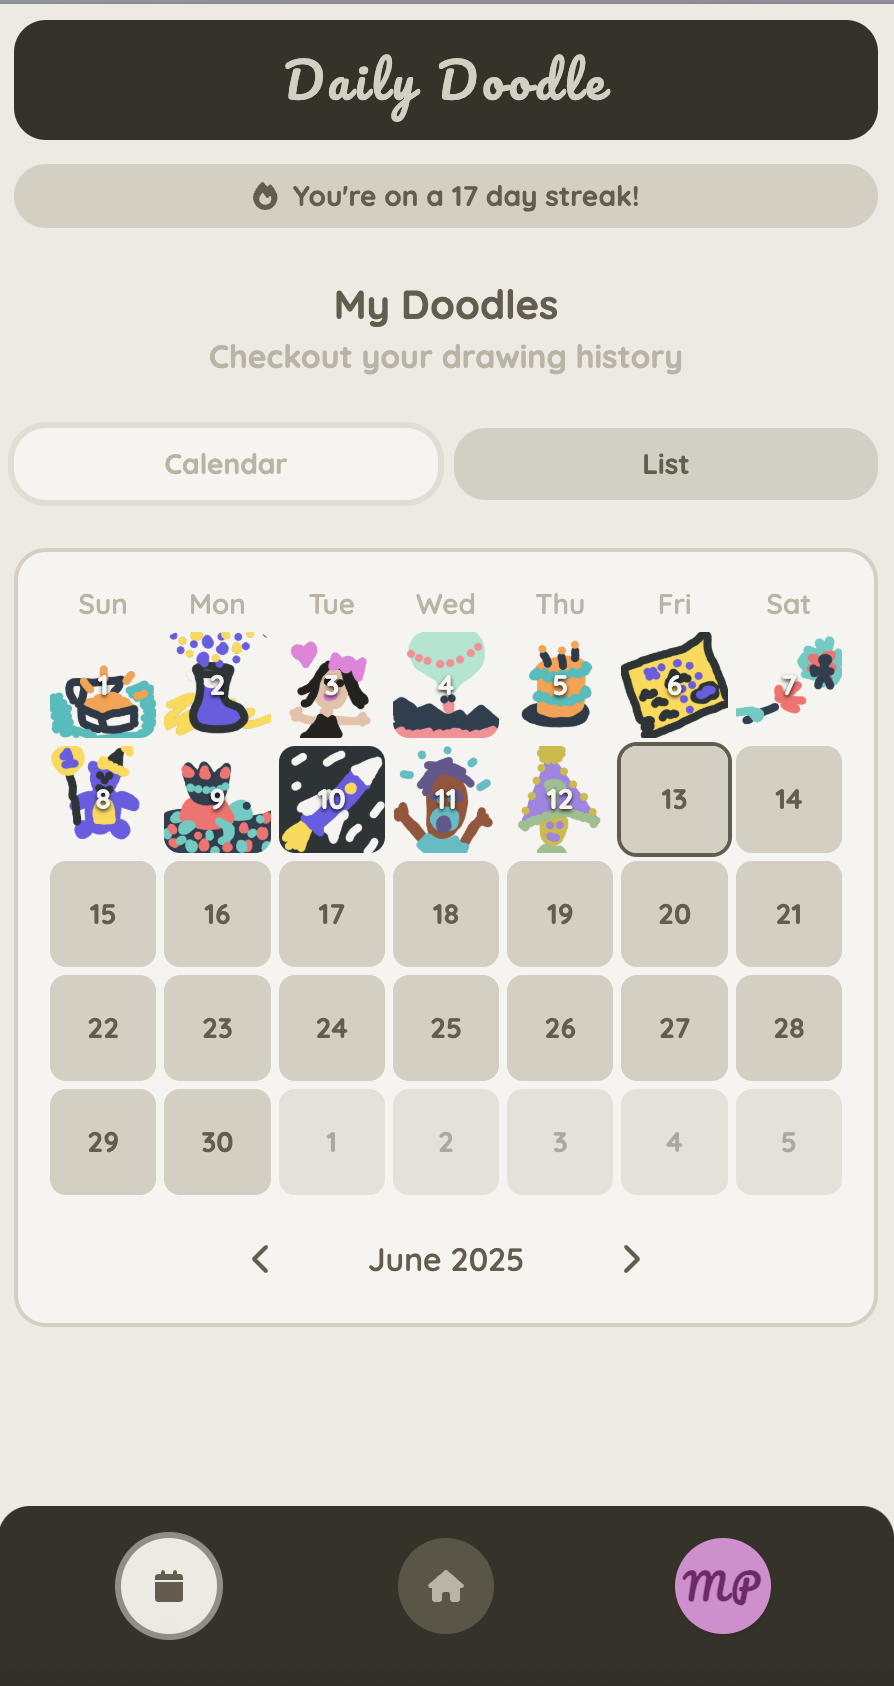 Daily Doodle
You're on a 17 day streak!
My Doodles
Checkout your drawing history
Calendar List
Sun Mon Tue Wed Thu Fri Sat
1 2 3 4 5 6 7
8 9 10 11 12 13 14
15 16 17 18 19 20 21
22 23 24 25 26 27 28
29 30 1 2 3 4 5
June 2025
MP